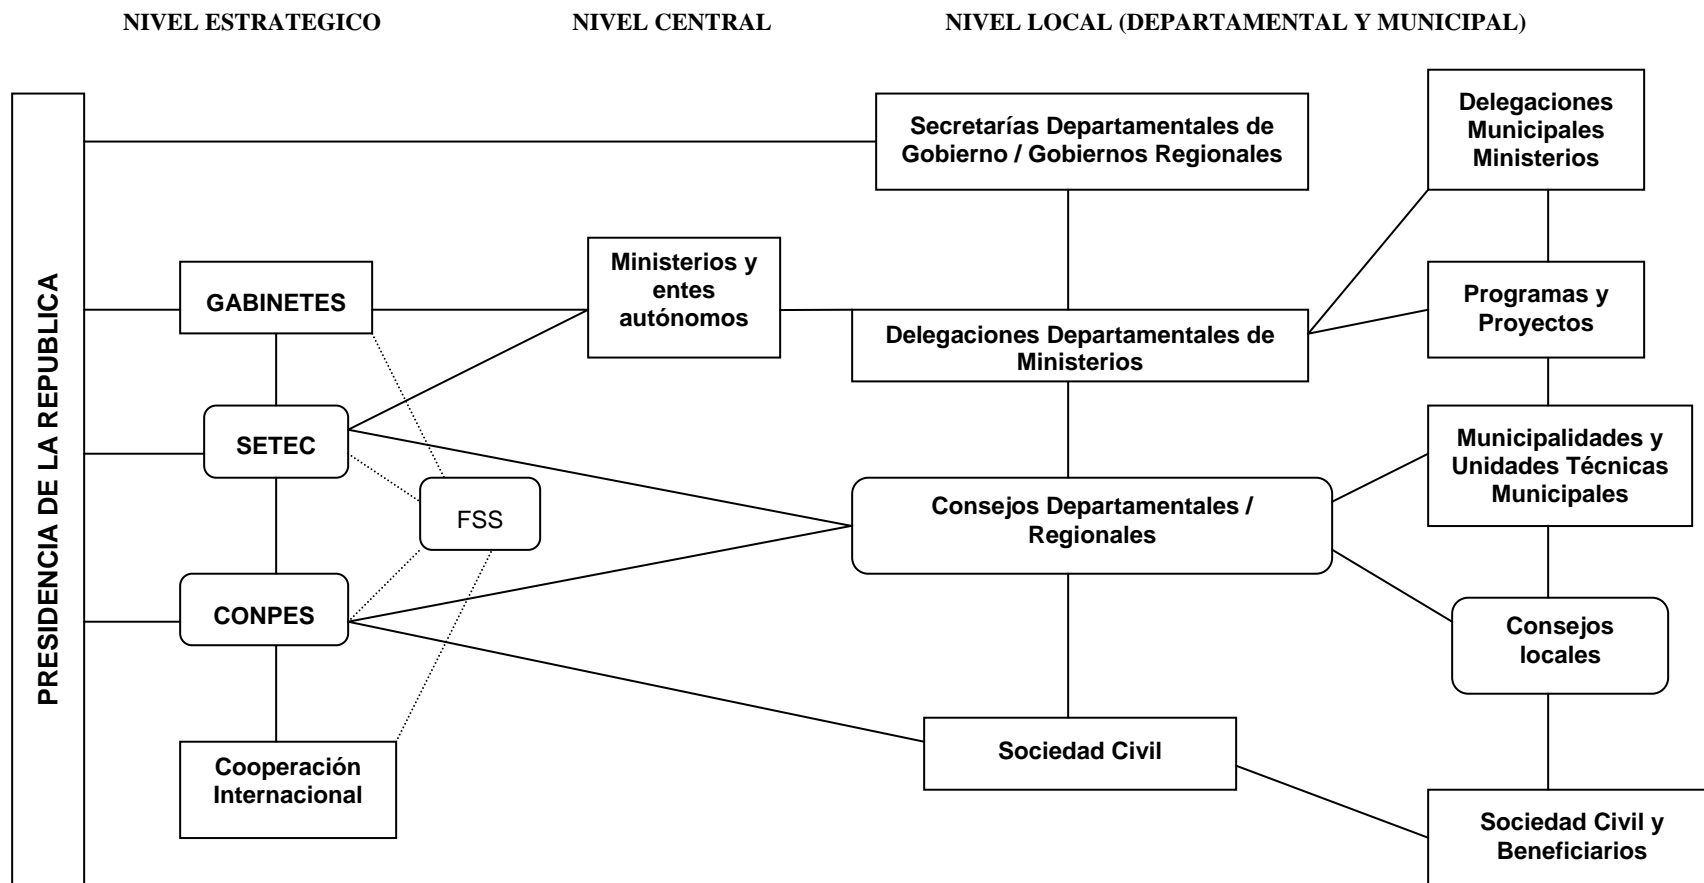 NIVEL ESTRATEGICO
NIVEL CENTRAL
NIVEL LOCAL (DEPARTAMENTAL Y MUNICIPAL)
PRESIDENCIA DE LA REPUBLICA
GABINETES
SETEC
FSS
CONPES
Cooperación
Internacional
Ministerios y
entes
autónomos
Secretarías Departamentales de
Gobierno / Gobiernos Regionales
Delegaciones Departamentales de
Ministerios
Consejos Departamentales /
Regionales
Sociedad Civil
Delegaciones
Municipales
Ministerios
Programas y
Proyectos
Municipalidades y
Unidades Técnicas
Municipales
Consejos
locales
Sociedad Civil y
Beneficiarios